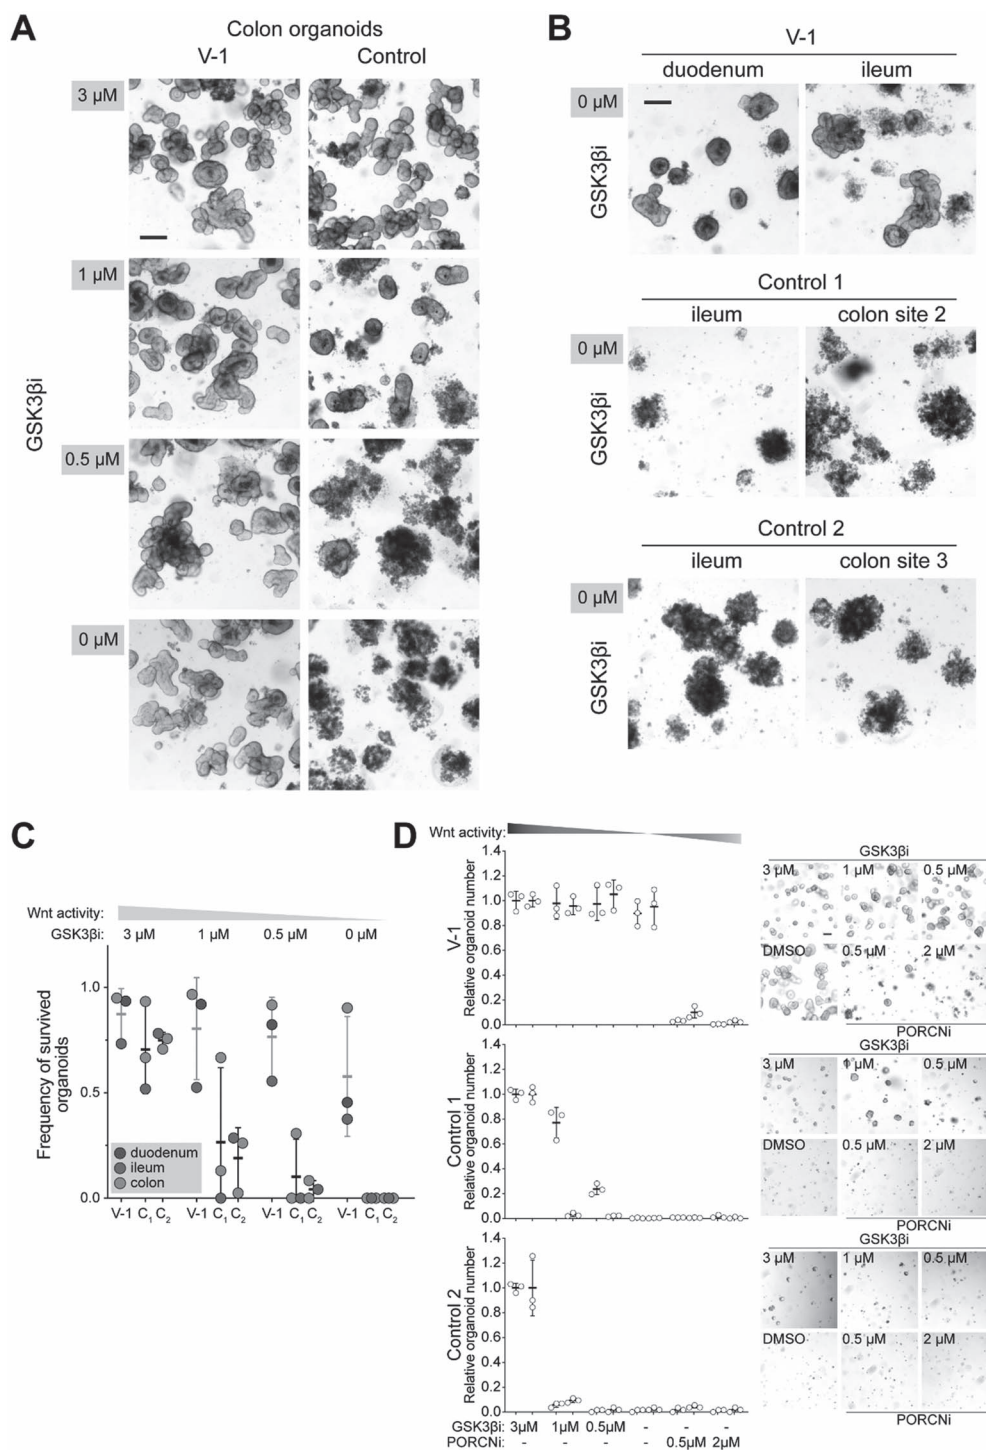 A
Colon organoids
V-1 Control
3 µM
1 µM
0.5 µM
0 µM
GSK3βi
B
V-1
duodenum ileum
0 µM
GSK3βi
Control 1
ileum colon site 2
0 µM
GSK3βi
Control 2
ileum colon site 3
0 µM
GSK3βi
C
Wnt activity:
GSK3βi: 3 µM 1 µM 0.5 µM 0 µM
Frequency of survived
organoids
1.0
0.5
0.0
duodenum
ileum
colon
V-1 C1 C2 V-1 C1 C2 V-1 C1 C2 V-1 C1 C2
D
Wnt activity:
V-1
Relative organoid number
1.4
1.2
1.0
0.8
0.6
0.4
0.2
0.0
GSK3βi
3 µM 1 µM 0.5 µM
DMSO 0.5 µM 2 µM
PORCNi
Control 1
Relative organoid number
1.4
1.2
1.0
0.8
0.6
0.4
0.2
0.0
GSK3βi
3 µM 1 µM 0.5 µM
DMSO 0.5 µM 2 µM
PORCNi
Control 2
Relative organoid number
1.4
1.2
1.0
0.8
0.6
0.4
0.2
0.0
GSK3βi
3 µM 1 µM 0.5 µM
DMSO 0.5 µM 2 µM
PORCNi
GSK3βi: 3µM 1µM 0.5µM - - -
PORCNi: - - - - 0.5µM 2µM